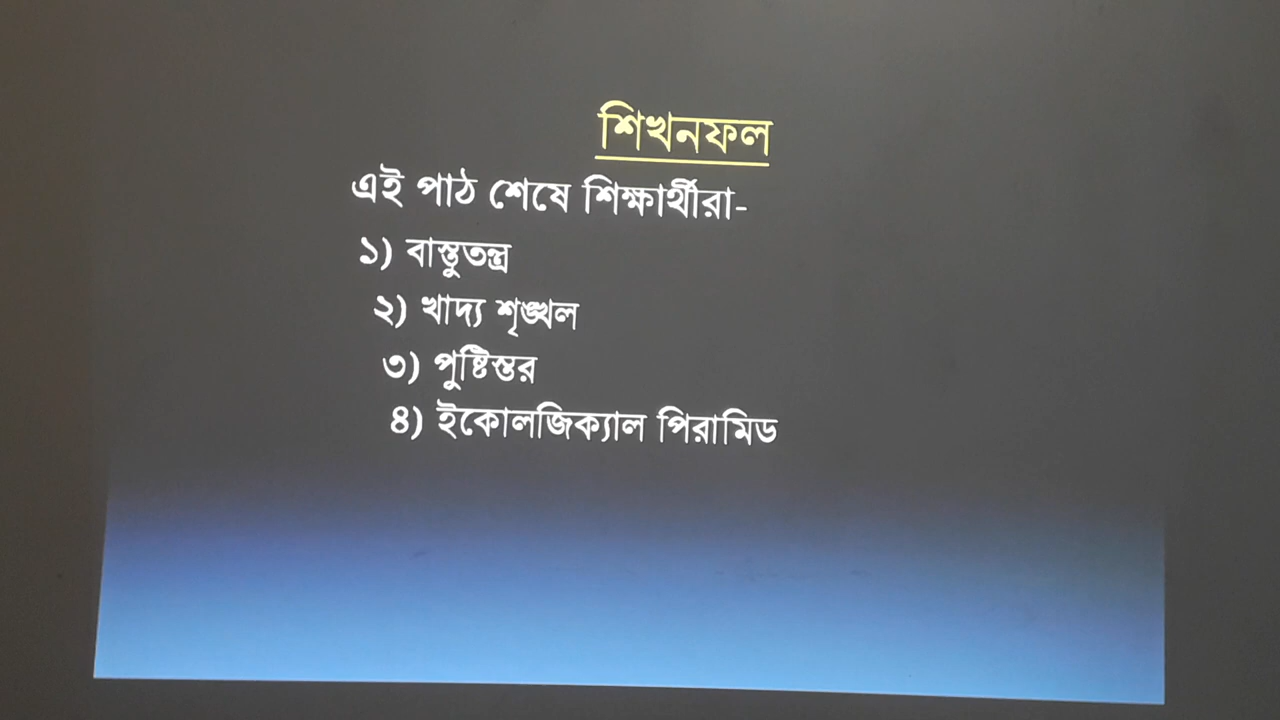 শিখনফল
এই পাঠ শেষে শিক্ষার্থীরা-
১) বাস্তুতন্ত্র
২) খাদ্য শৃঙ্খল
৩) পুষ্টিস্তর
৪) ইকোলজিক্যাল পিরামিড